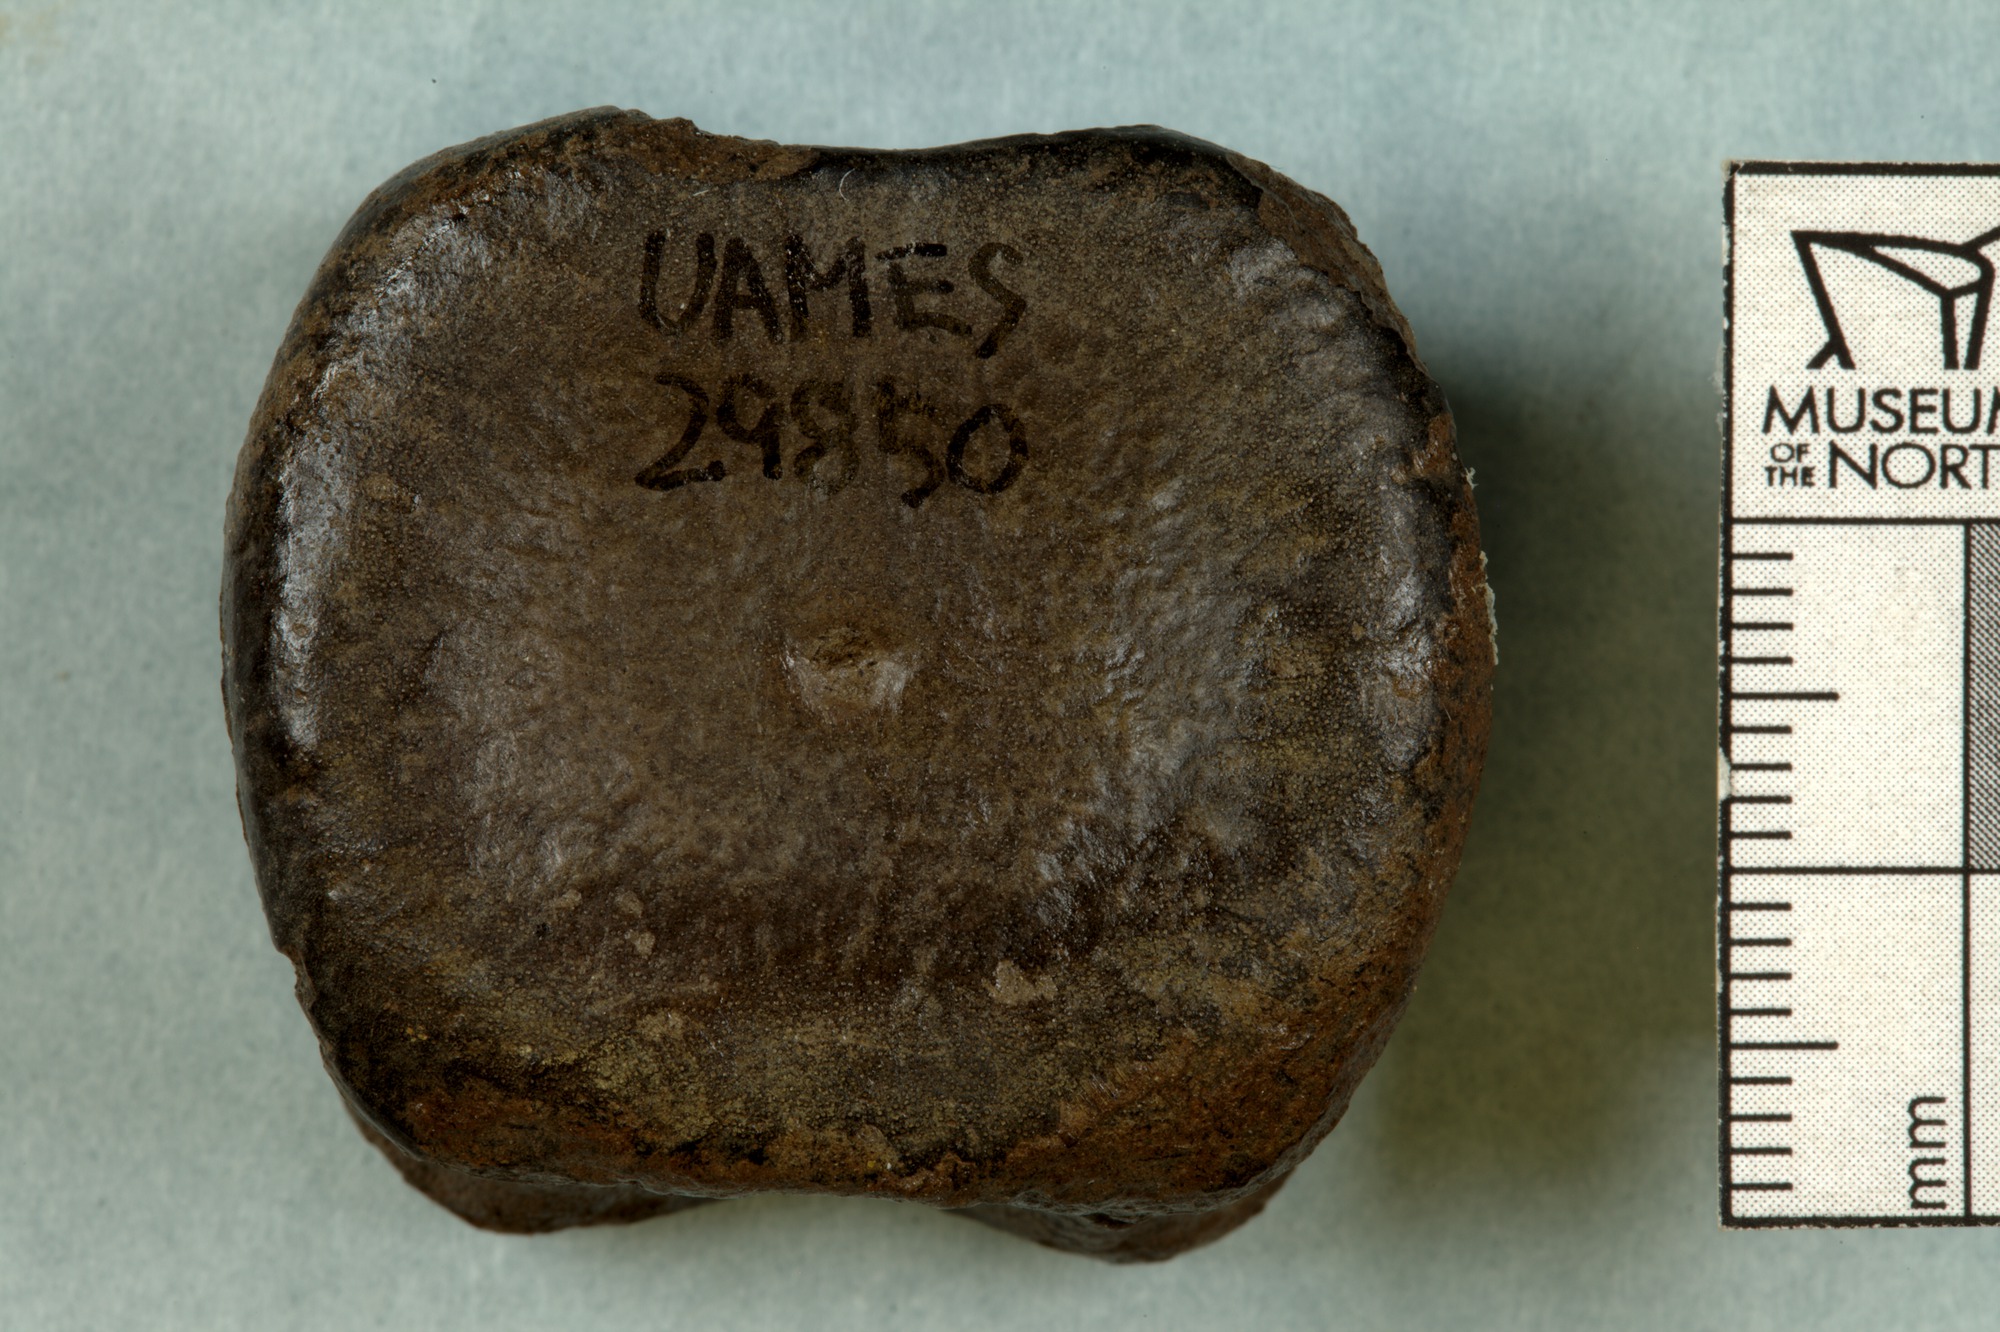 UAMES
29850
MUSEUM
OF THE NORT
mm